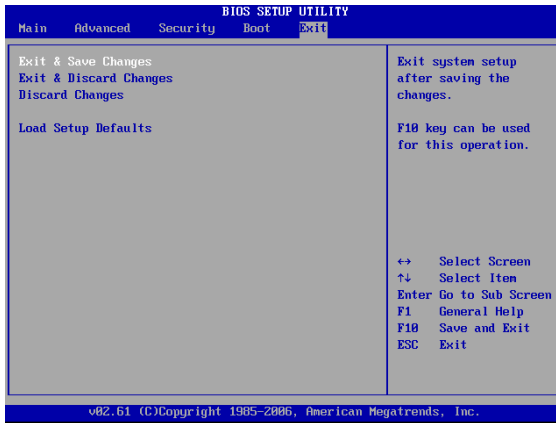 BIOS SETUP UTILITY
Main Advanced Security Boot Exit
Exit & Save Changes
Exit & Discard Changes
Discard Changes
Load Setup Defaults
Exit system setup
after saving the
changes.
F10 key can be used
for this operation.
↔ Select Screen
↑↓ Select Item
Enter Go to Sub Screen
F1 General Help
F10 Save and Exit
ESC Exit
v02.61 (C)Copyright 1985-2006, American Megatrends, Inc.